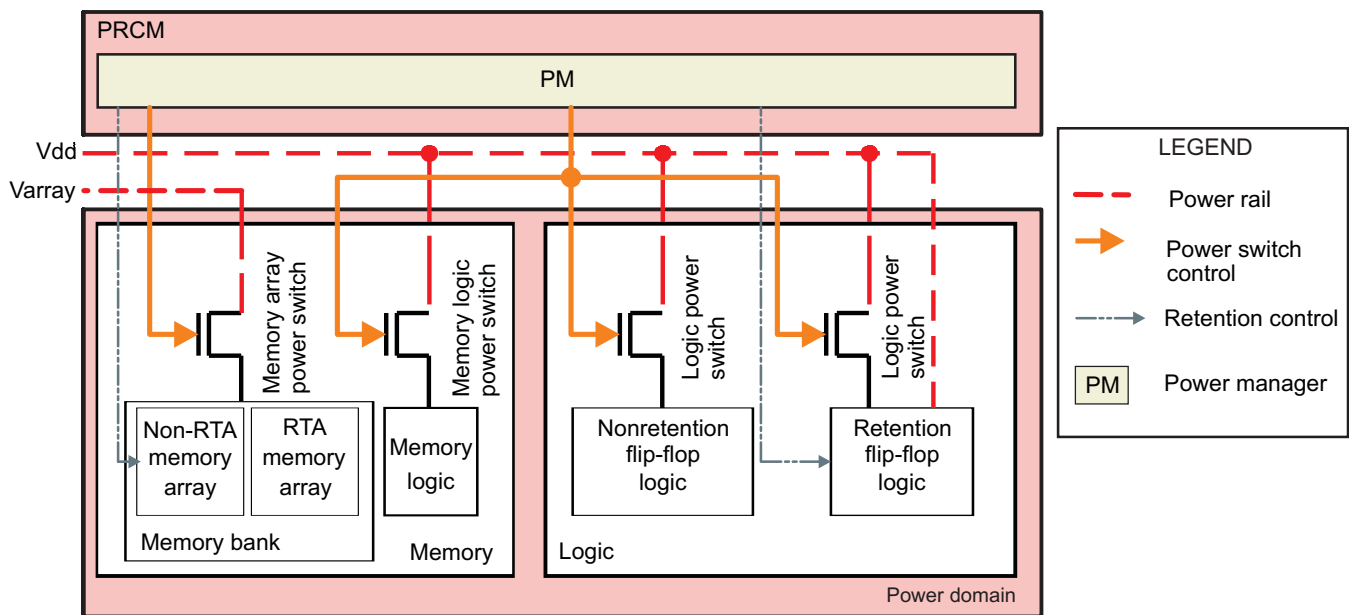 PRCM
PM
Vdd
Varray
Memory array
power switch
Memory logic
power switch
Logic power
switch
Logic power
switch
Non-RTA
memory
array
RTA
memory
array
Memory
logic
Nonretention
flip-flop
logic
Retention
flip-flop
logic
Memory bank
Memory
Logic
Power domain
LEGEND
Power rail
Power switch
control
Retention control
PM
Power manager